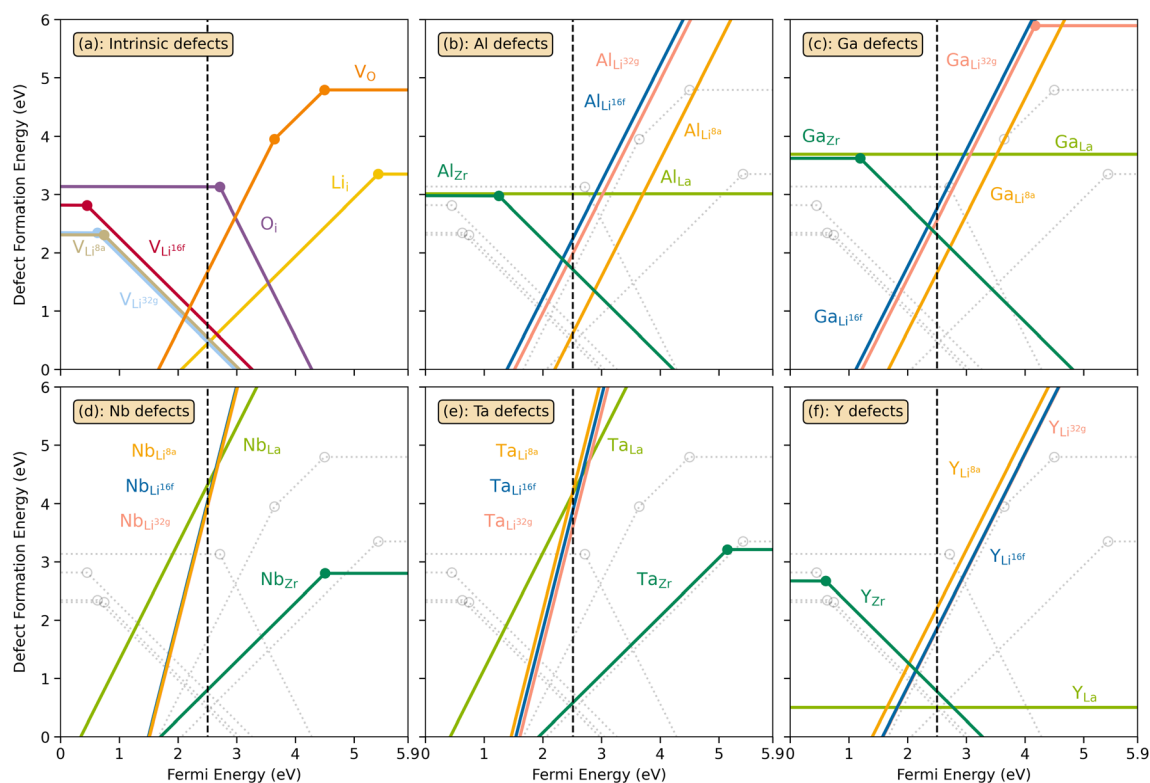 (a): Intrinsic defects
V_O
Li_i
O_i
V_Li^8a
V_Li^16f
V_Li^32g
(b): Al defects
Al_Li^32g
Al_Li^16f
Al_Li^8a
Al_Zr
Al_La
(c): Ga defects
Ga_Li^32g
Ga_Zr
Ga_La
Ga_Li^8a
Ga_Li^16f
Defect Formation Energy (eV)
6
5
4
3
2
1
0
(d): Nb defects
Nb_Li^8a
Nb_La
Nb_Li^16f
Nb_Li^32g
Nb_Zr
(e): Ta defects
Ta_Li^8a
Ta_La
Ta_Li^16f
Ta_Li^32g
Ta_Zr
(f): Y defects
Y_Li^32g
Y_Li^8a
Y_Li^16f
Y_Zr
Y_La
Defect Formation Energy (eV)
6
5
4
3
2
1
0
0 1 2 3 4 5 5.9 0 1 2 3 4 5 5.9 0 1 2 3 4 5 5.9
Fermi Energy (eV) Fermi Energy (eV) Fermi Energy (eV)